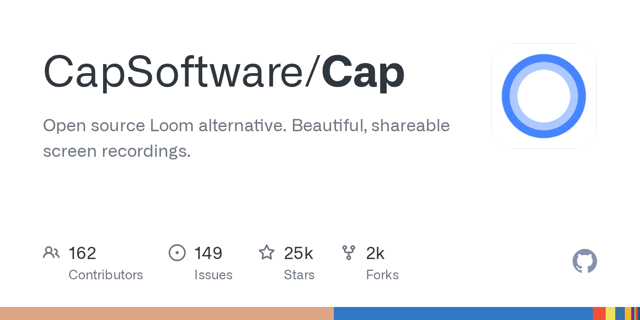 CapSoftware/Cap
Open source Loom alternative. Beautiful, shareable
screen recordings.
162 149 25k 2k
Contributors Issues Stars Forks